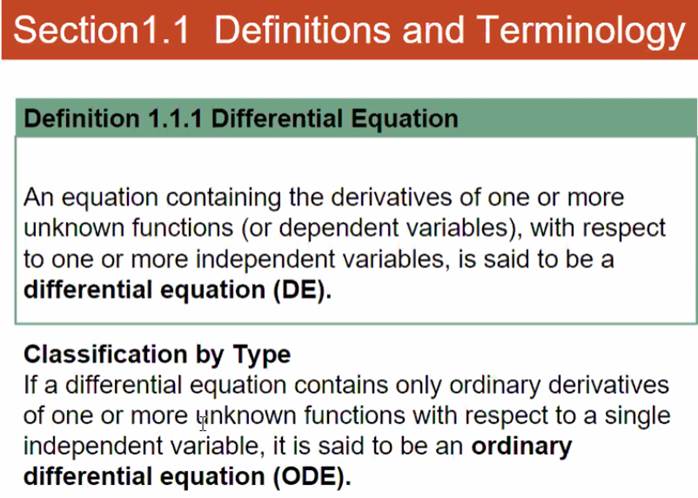 Section1.1 Definitions and Terminology
Definition 1.1.1 Differential Equation
An equation containing the derivatives of one or more
unknown functions (or dependent variables), with respect
to one or more independent variables, is said to be a
differential equation (DE).
Classification by Type
If a differential equation contains only ordinary derivatives
of one or more unknown functions with respect to a single
independent variable, it is said to be an ordinary
differential equation (ODE).